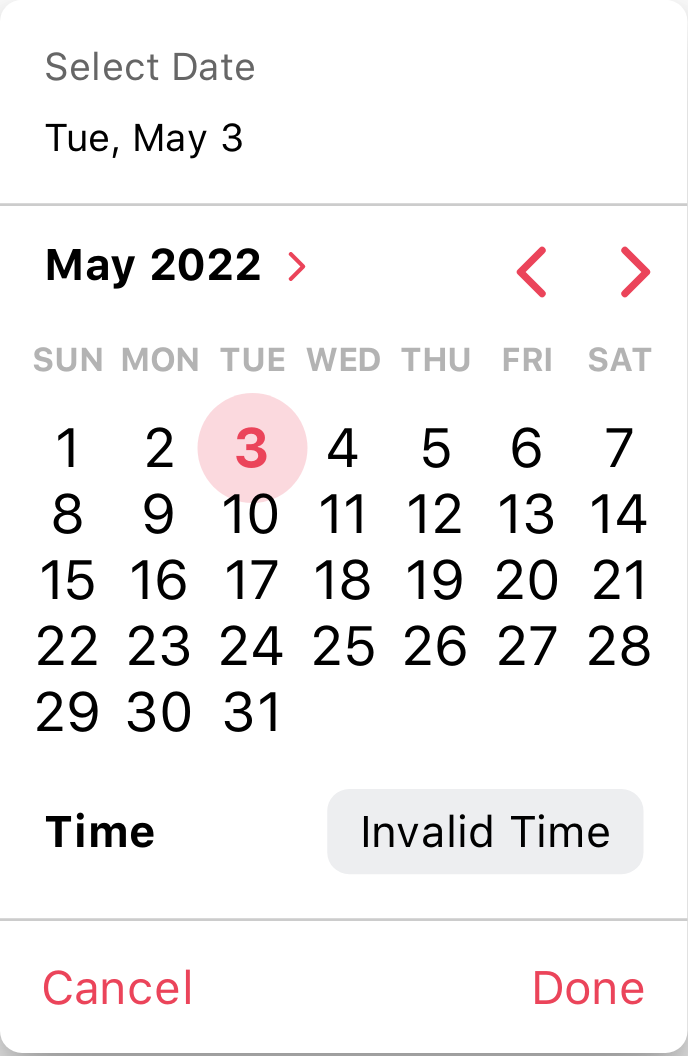 Select Date
Tue, May 3
May 2022
SUN MON TUE WED THU FRI SAT
1 2 3 4 5 6 7
8 9 10 11 12 13 14
15 16 17 18 19 20 21
22 23 24 25 26 27 28
29 30 31
Time Invalid Time
Cancel Done